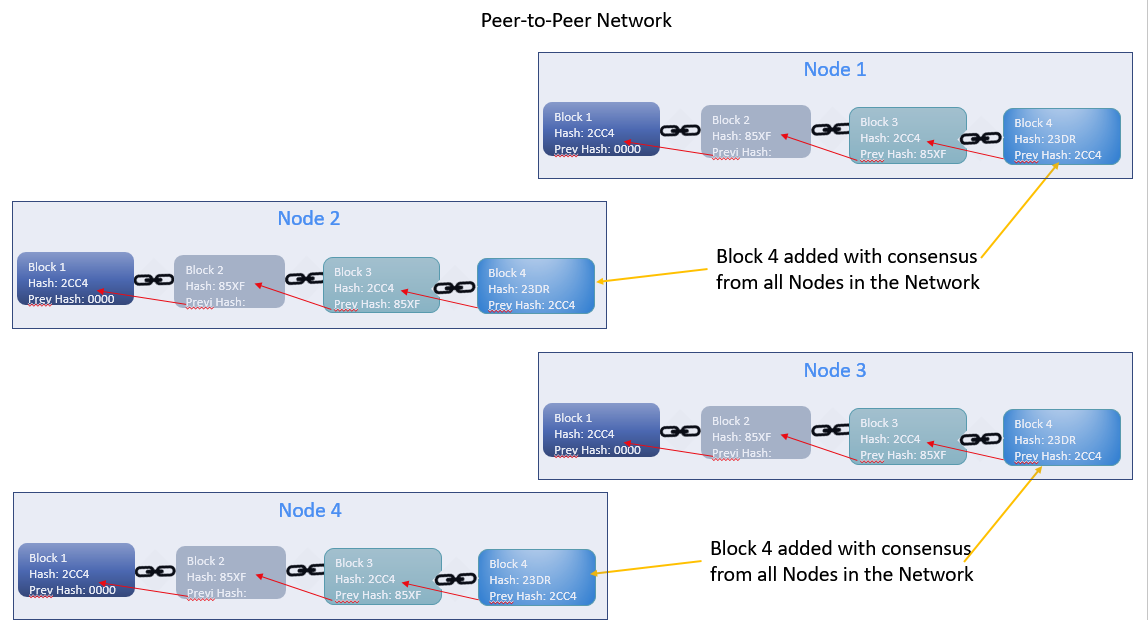 Peer-to-Peer Network
Node 1
Block 1
Hash: 2CC4
Prev Hash: 0000
Block 2
Hash: 85XF
Previ Hash:
Block 3
Hash: 2CC4
Prev Hash: 85XF
Block 4
Hash: 23DR
Prev Hash: 2CC4
Node 2
Block 1
Hash: 2CC4
Prev Hash: 0000
Block 2
Hash: 85XF
Previ Hash:
Block 3
Hash: 2CC4
Prev Hash: 85XF
Block 4
Hash: 23DR
Prev Hash: 2CC4
Block 4 added with consensus
from all Nodes in the Network
Node 3
Block 1
Hash: 2CC4
Prev Hash: 0000
Block 2
Hash: 85XF
Previ Hash:
Block 3
Hash: 2CC4
Prev Hash: 85XF
Block 4
Hash: 23DR
Prev Hash: 2CC4
Node 4
Block 1
Hash: 2CC4
Prev Hash: 0000
Block 2
Hash: 85XF
Previ Hash:
Block 3
Hash: 2CC4
Prev Hash: 85XF
Block 4
Hash: 23DR
Prev Hash: 2CC4
Block 4 added with consensus
from all Nodes in the Network